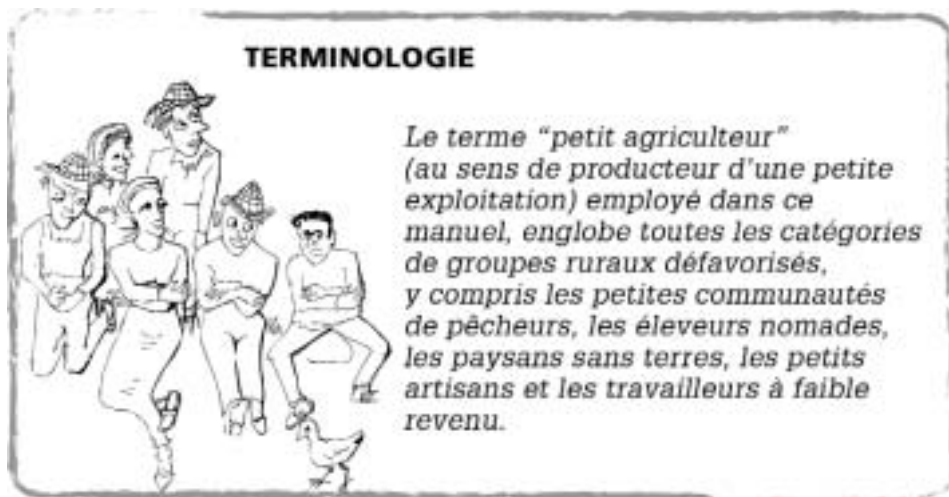 TERMINOLOGIE
Le terme “petit agriculteur”
(au sens de producteur d'une petite
exploitation) employé dans ce
manuel, englobe toutes les catégories
de groupes ruraux défavorisés,
y compris les petites communautés
de pêcheurs, les éleveurs nomades,
les paysans sans terres, les petits
artisans et les travailleurs à faible
revenu.